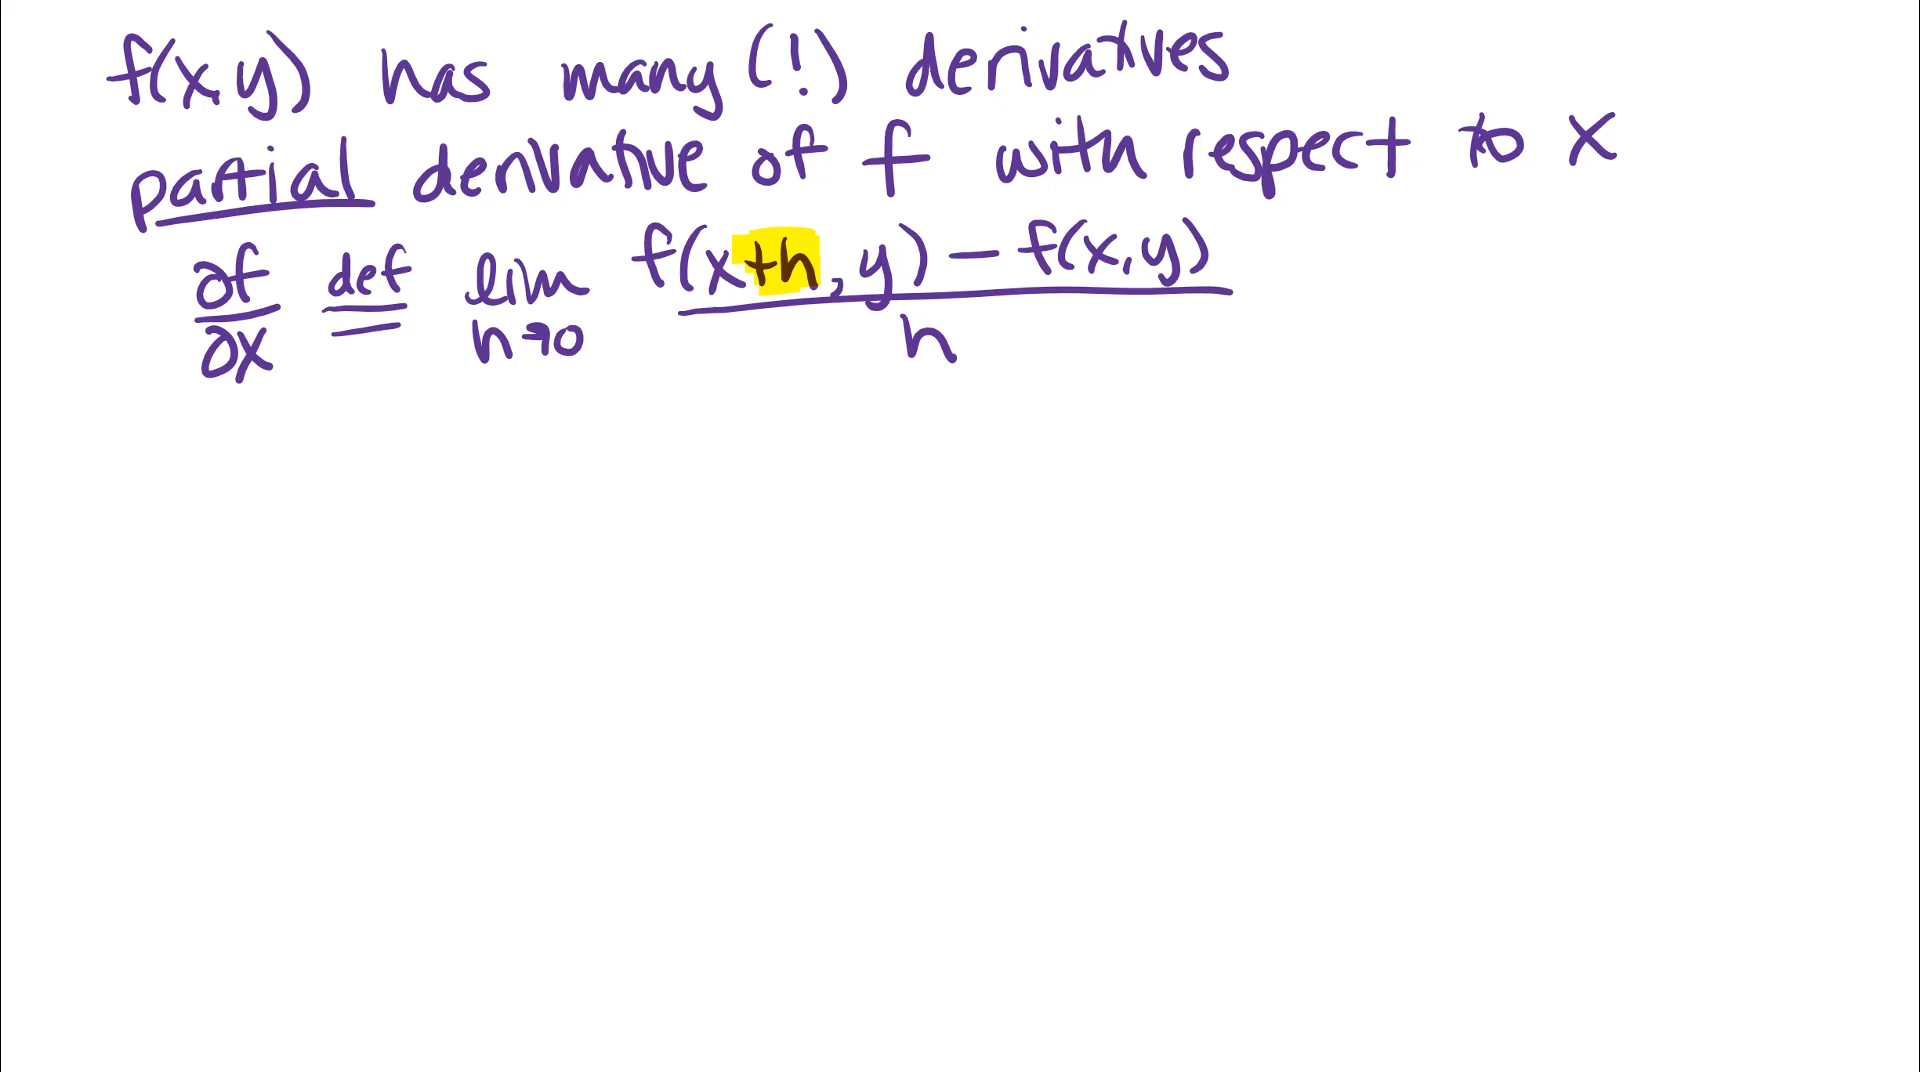 f(x,y) has many (!) derivatives
partial derivative of f with respect to x
∂f/∂x def= lim h→0 (f(x+h, y) − f(x,y))/h